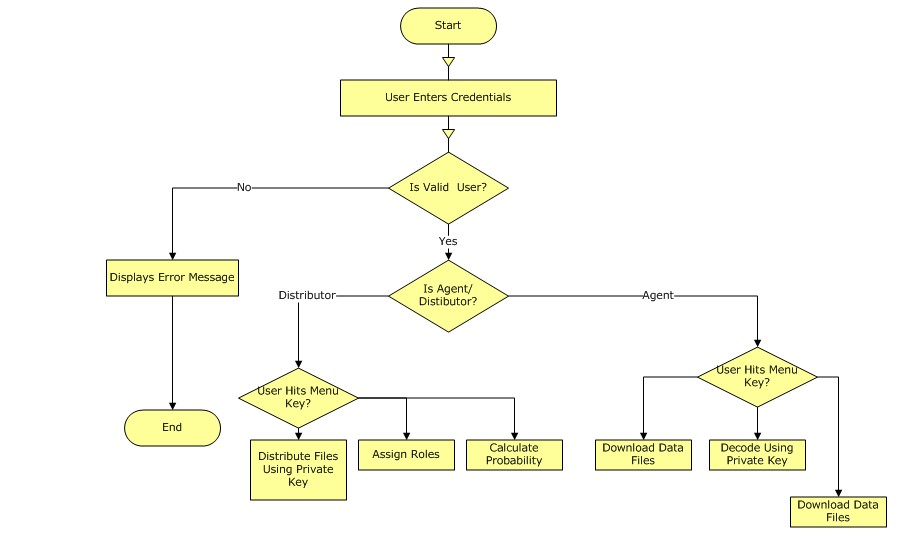 Start
User Enters Credentials
Is Valid  User?
No
Yes
Displays Error Message
Is Agent/
Distibutor?
Distributor
Agent
User Hits Menu
Key?
User Hits Menu
Key?
End
Distribute Files
Using Private
Key
Assign Roles
Calculate
Probability
Download Data
Files
Decode Using
Private Key
Download Data
Files